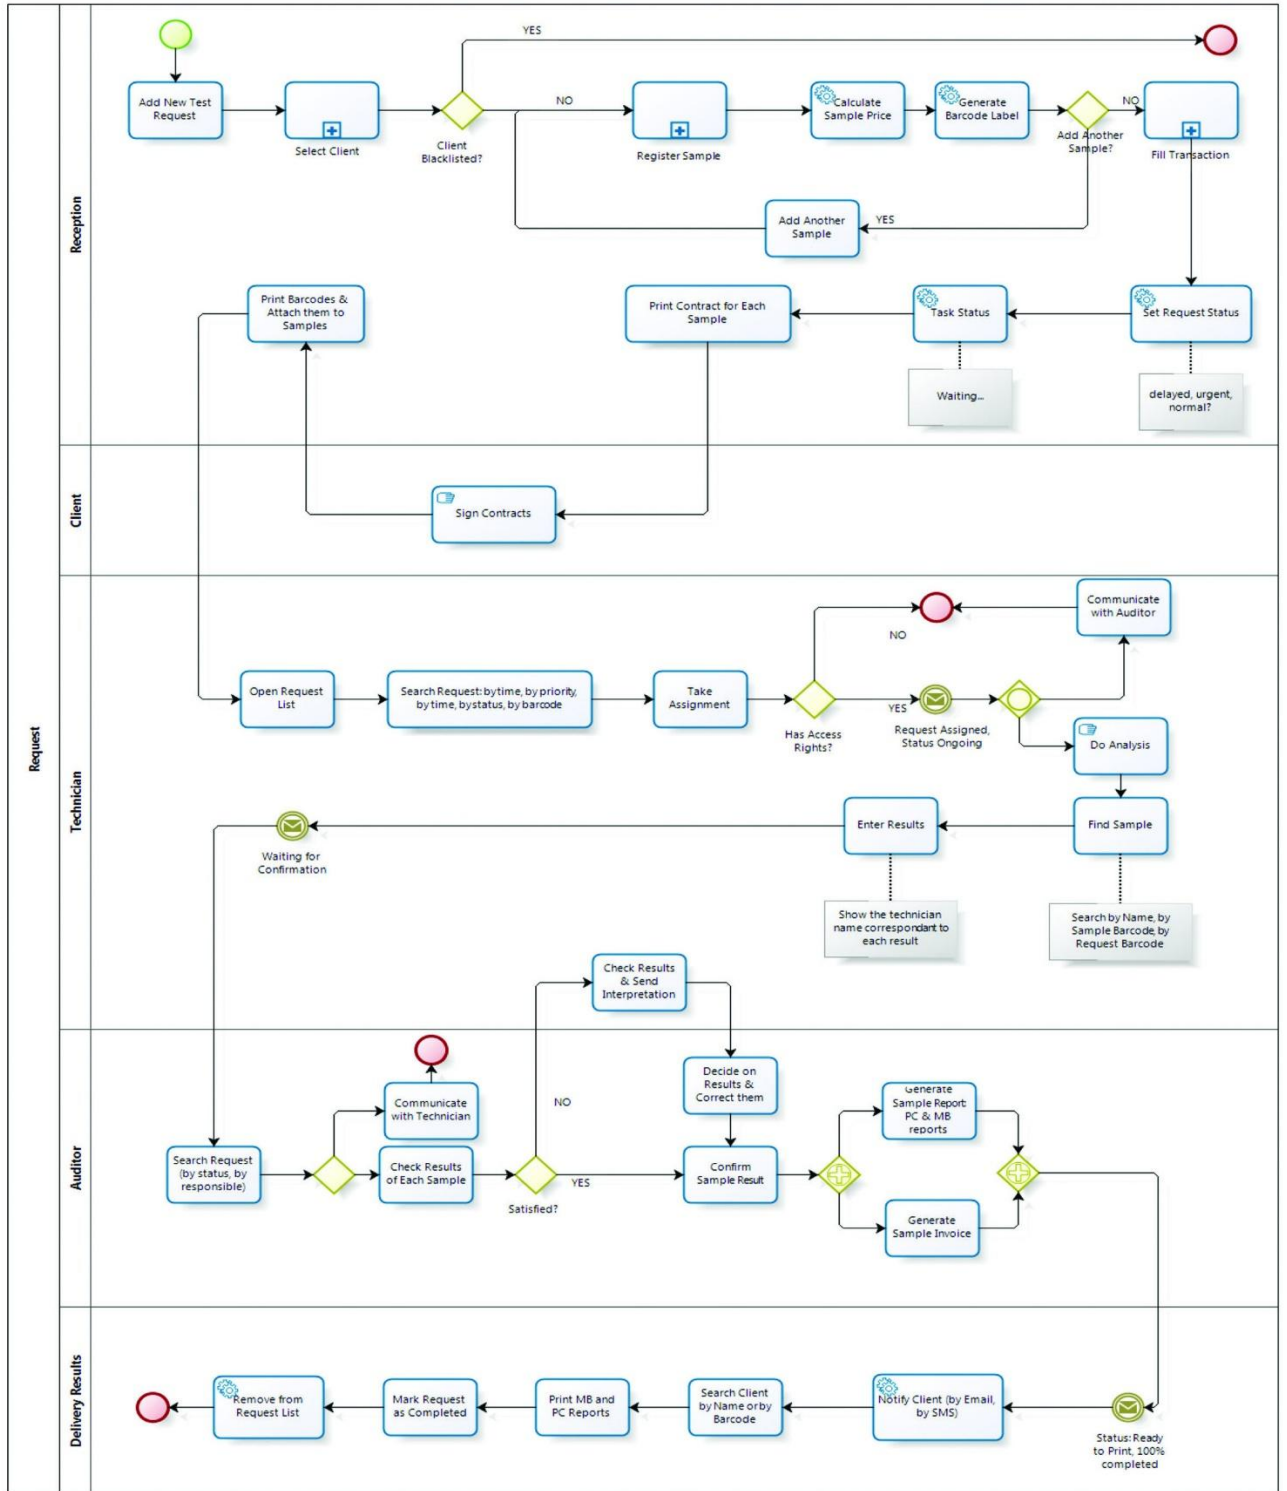 Request
Reception
YES
Add New Test
Request
Select Client
Client
Blacklisted?
NO
Register Sample
Calculate
Sample Price
Generate
Barcode Label
Add Another
Sample?
NO
Fill Transaction
Add Another
Sample
YES
Print Barcodes &
Attach them to
Samples
Print Contract for Each
Sample
Task Status
Set Request Status
Waiting...
delayed, urgent,
normal?
Client
Sign Contracts
Technician
Communicate
with Auditor
NO
Open Request
List
Search Request: by time, by priority,
by time, by status, by barcode
Take
Assignment
Has Access
Rights?
YES
Request Assigned,
Status Ongoing
Do Analysis
Waiting for
Confirmation
Enter Results
Find Sample
Show the technician
name correspondant to
each result
Search by Name, by
Sample Barcode, by
Request Barcode
Check Results
& Send
Interpretation
Auditor
Communicate
with Technician
NO
Decide on
Results &
Correct them
Generate
Sample Report:
PC & MB
reports
Search Request
(by status, by
responsible)
Check Results
of Each Sample
Satisfied?
YES
Confirm
Sample Result
Generate
Sample Invoice
Delivery Results
Remove from
Request List
Mark Request
as Completed
Print MB and
PC Reports
Search Client
by Name or by
Barcode
Notify Client (by Email,
by SMS)
Status: Ready
to Print, 100%
completed